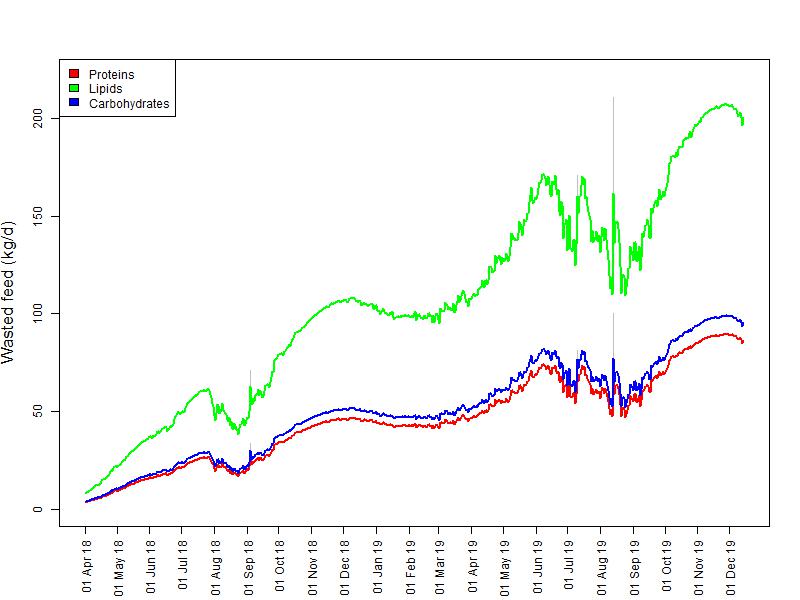 Proteins
Lipids
Carbohydrates
Wasted feed (kg/d)
200
150
100
50
0
01 Apr 18
01 May 18
01 Jun 18
01 Jul 18
01 Aug 18
01 Sep 18
01 Oct 18
01 Nov 18
01 Dec 18
01 Jan 19
01 Feb 19
01 Mar 19
01 Apr 19
01 May 19
01 Jun 19
01 Jul 19
01 Aug 19
01 Sep 19
01 Oct 19
01 Nov 19
01 Dec 19